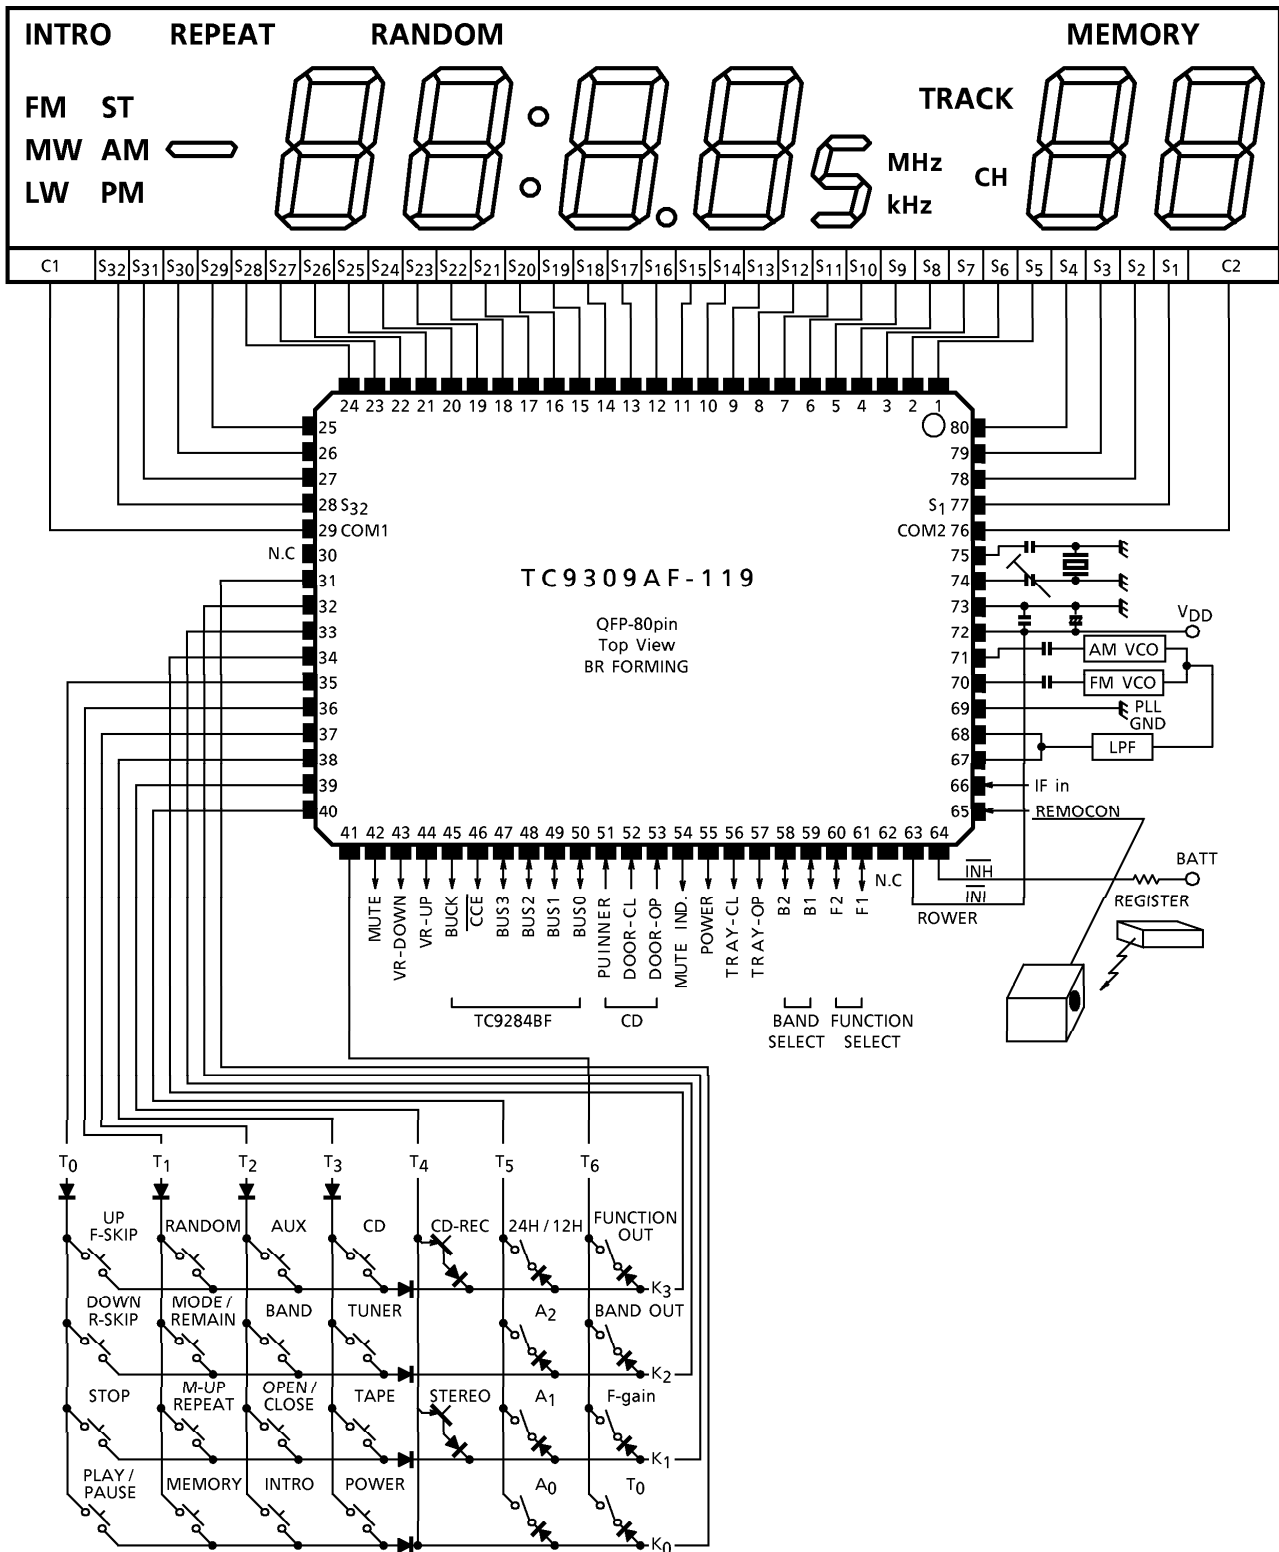 INTRO REPEAT RANDOM MEMORY
FM ST TRACK
MW AM MHz CH
LW PM kHz
C1 S32 S31 S30 S29 S28 S27 S26 S25 S24 S23 S22 S21 S20 S19 S18 S17 S16 S15 S14 S13 S12 S11 S10 S9 S8 S7 S6 S5 S4 S3 S2 S1 C2
24 23 22 21 20 19 18 17 16 15 14 13 12 11 10 9 8 7 6 5 4 3 2 1
25 80
26 79
27 78
28 S32 S1 77
29 COM1 COM2 76
N.C 30 75
31 74
32 73
33 72
34 71
35 70
36 69
37 68
38 67
39 66
40 65
TC9309AF-119
QFP-80pin
Top View
BR FORMING
VDD
AM VCO
FM VCO
PLL
GND
LPF
IF in
REMOCON
41 42 43 44 45 46 47 48 49 50 51 52 53 54 55 56 57 58 59 60 61 62 63 64
MUTE
VR-DOWN
VR-UP
BUCK
CCE
BUS3
BUS2
BUS1
BUS0
PUINNER
DOOR-CL
DOOR-OP
MUTE IND.
POWER
TRAY-CL
TRAY-OP
B2
B1
F2
F1
N.C
INH
INI
ROWER
BATT
REGISTER
TC9284BF
CD
BAND
SELECT
FUNCTION
SELECT
T0 T1 T2 T3 T4 T5 T6
UP
F-SKIP
RANDOM
AUX
CD
CD-REC
24H / 12H
FUNCTION
OUT
K3
DOWN
R-SKIP
MODE /
REMAIN
BAND
TUNER
A2
BAND OUT
K2
STOP
M-UP
REPEAT
OPEN /
CLOSE
TAPE
STEREO
A1
F-gain
K1
PLAY /
PAUSE
MEMORY
INTRO
POWER
A0
T0
K0